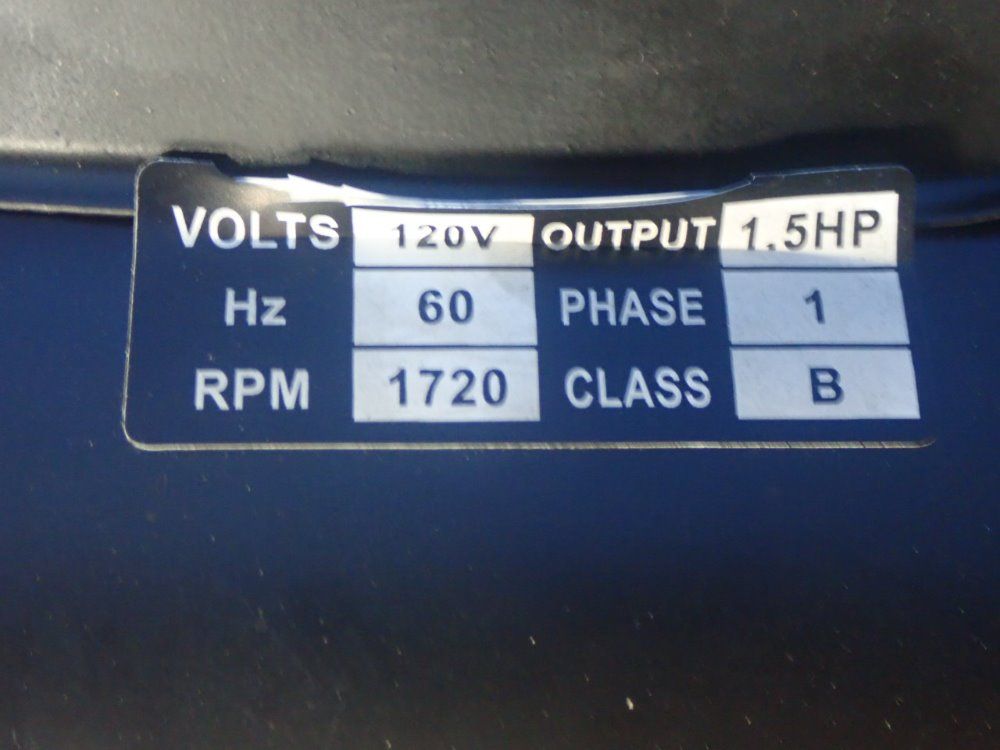 VOLTS 120V OUTPUT 1.5HP
Hz 60 PHASE 1
RPM 1720 CLASS B